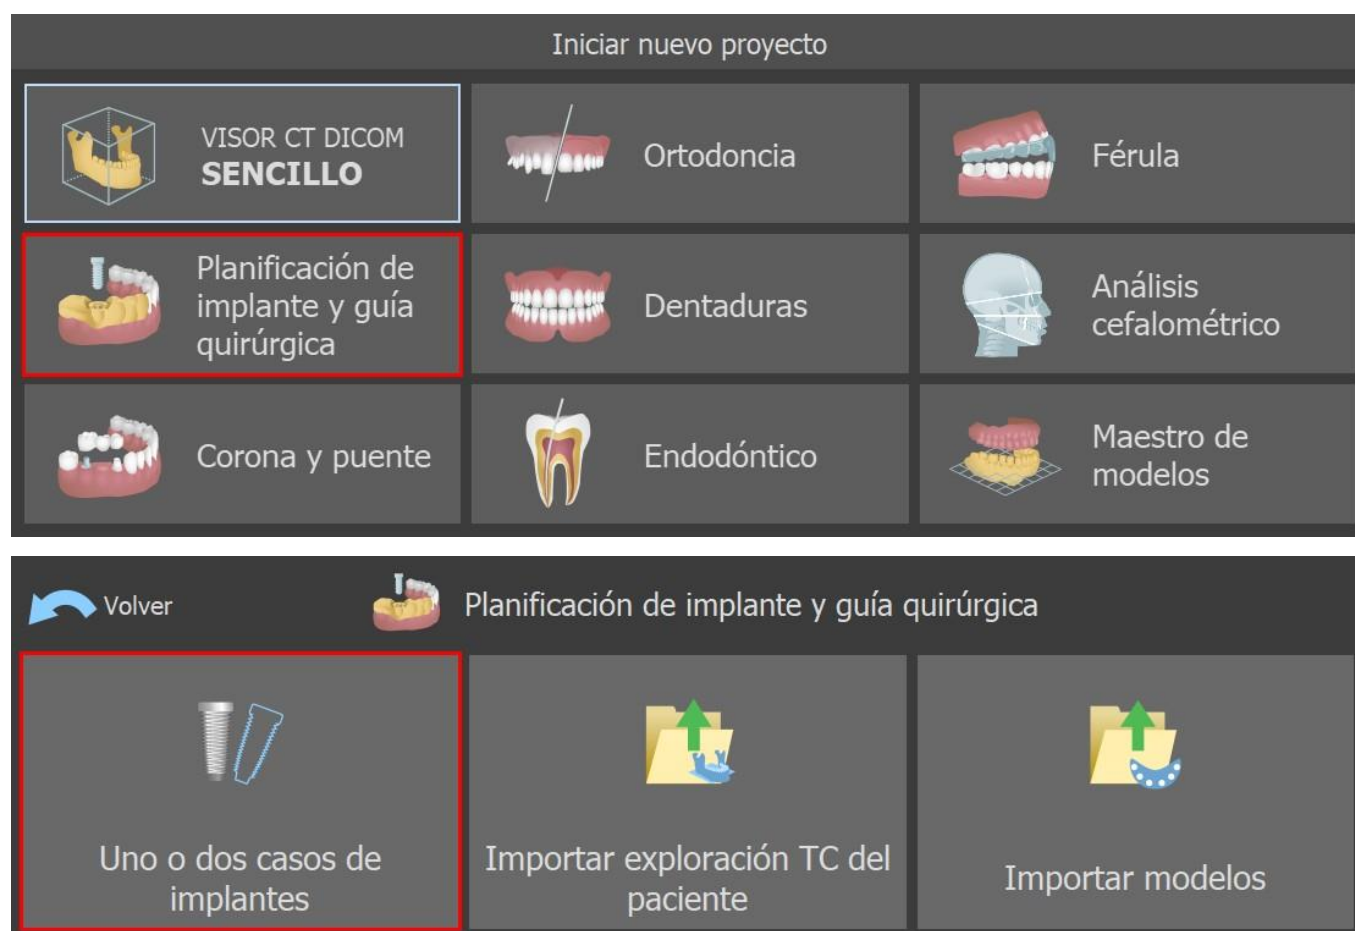 Iniciar nuevo proyecto
VISOR CT DICOM
SENCILLO
Ortodoncia
Férula
Planificación de
implante y guía
quirúrgica
Dentaduras
Análisis
cefalométrico
Corona y puente
Endodóntico
Maestro de
modelos
Volver
Planificación de implante y guía quirúrgica
Uno o dos casos de
implantes
Importar exploración TC del
paciente
Importar modelos